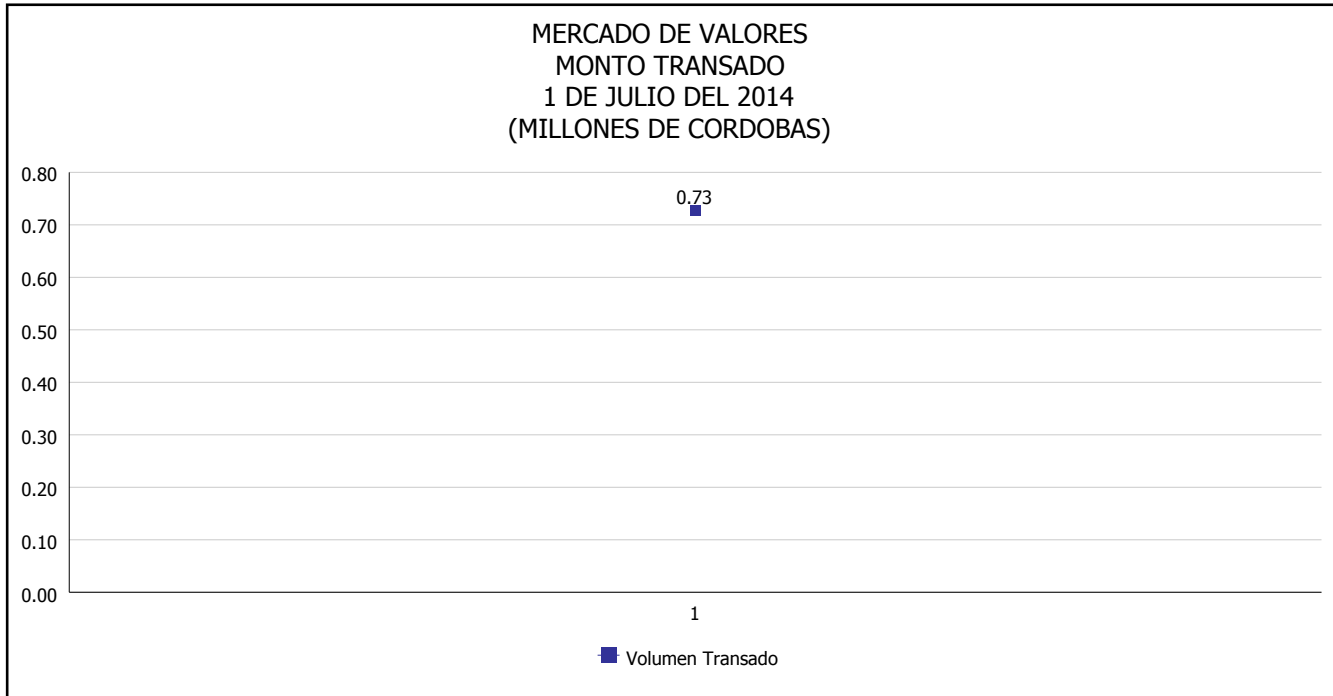 MERCADO DE VALORES
MONTO TRANSADO
1 DE JULIO DEL 2014
(MILLONES DE CORDOBAS)
0.80
0.73
0.70
0.60
0.50
0.40
0.30
0.20
0.10
0.00
1
Volumen Transado